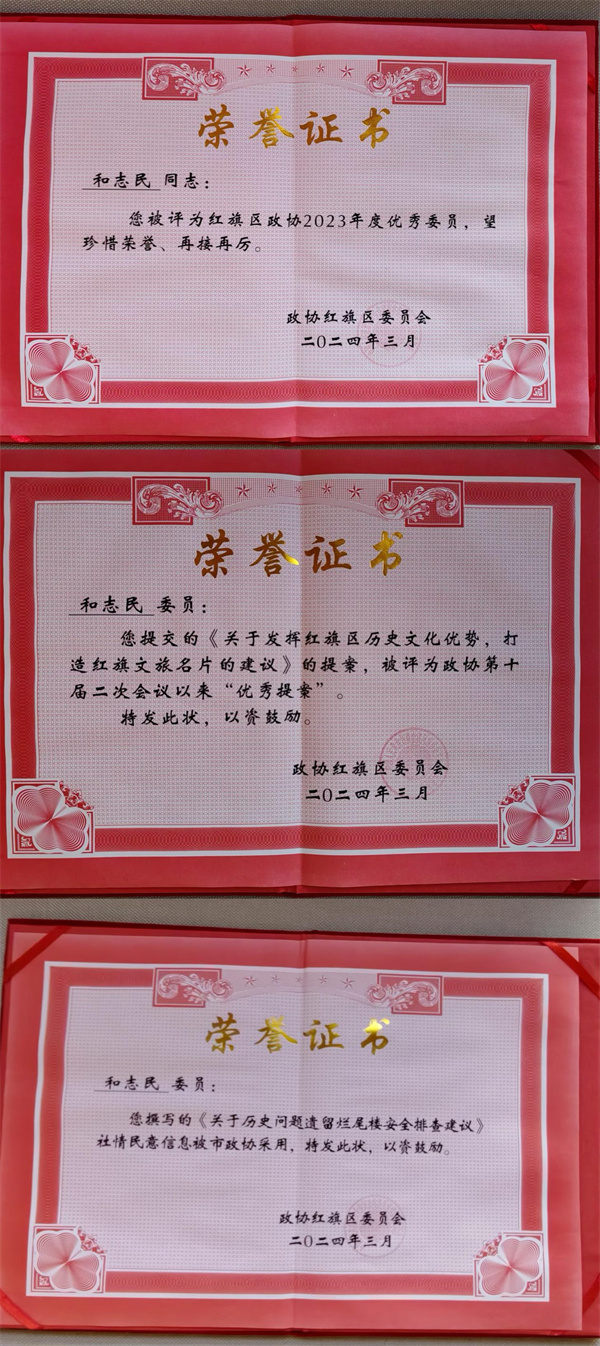 荣誉证书
和志民 同志：
您被评为红旗区政协2023年度优秀委员，望
珍惜荣誉、再接再厉。
政协红旗区委员会
二〇二四年三月
荣誉证书
和志民 委员：
您提交的《关于发挥红旗区历史文化优势，打
造红旗文旅名片的建议》的提案，被评为政协第十
届二次会议以来“优秀提案”。
特发此状，以资鼓励。
政协红旗区委员会
二〇二四年三月
荣誉证书
和志民 委员：
您撰写的《关于历史问题遗留烂尾楼安全排查建议》
社情民意信息被市政协采用，特发此状，以资鼓励。
政协红旗区委员会
二〇二四年三月